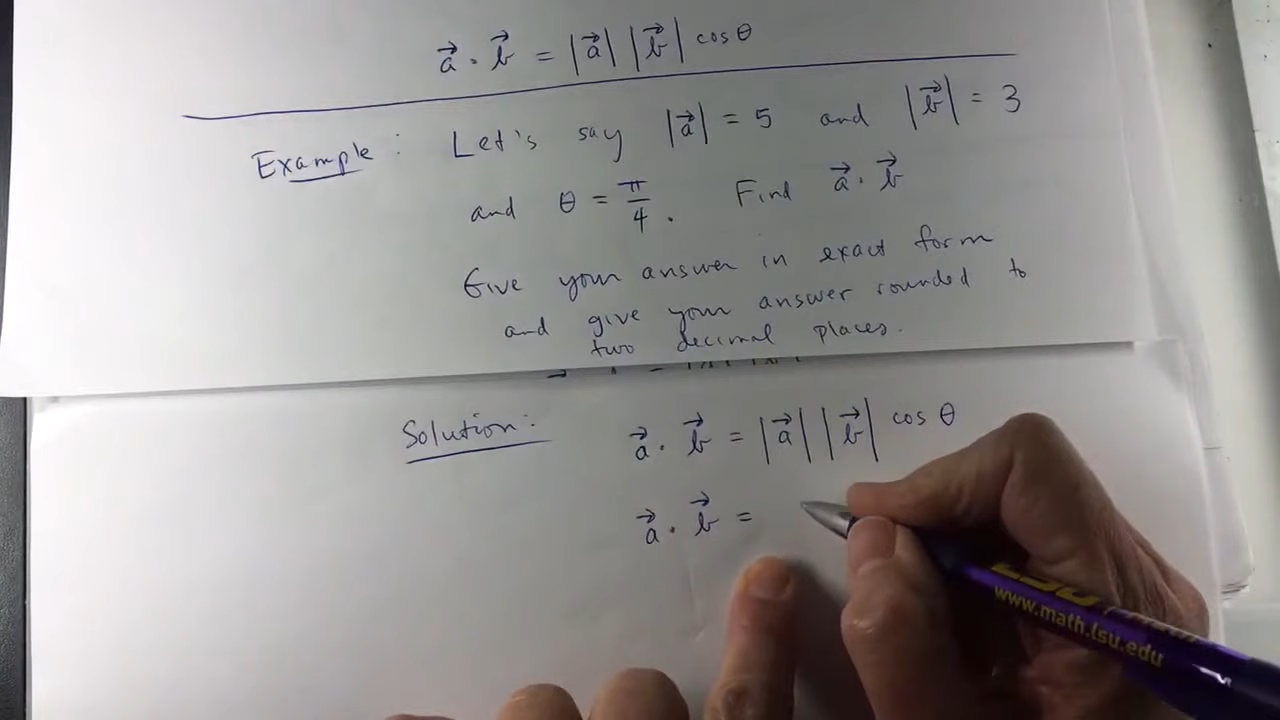 a⃗ · b⃗ = |a⃗| |b⃗| cos θ
Example: Let's say |a⃗| = 5 and |b⃗| = 3
and θ = π/4. Find a⃗ · b⃗
Give your answer in exact form
and give your answer rounded to
two decimal places.
Solution: a⃗ · b⃗ = |a⃗| |b⃗| cos θ
a⃗ · b⃗ =
LSU
www.math.lsu.edu